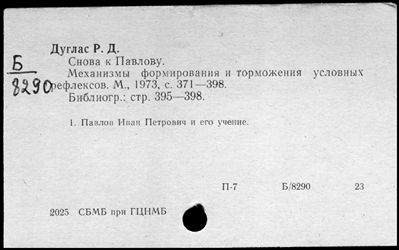 Дуглас Р. Д.
Б
8290
Снова к Павлову.
Механизмы формирования и торможения условных
рефлексов. М., 1973, с. 371—398.
Библиогр.: стр. 395—398.
1. Павлов Иван Петрович и его учение.
П-7 Б/8290 23
2025 СБМБ при ГЦНМБ